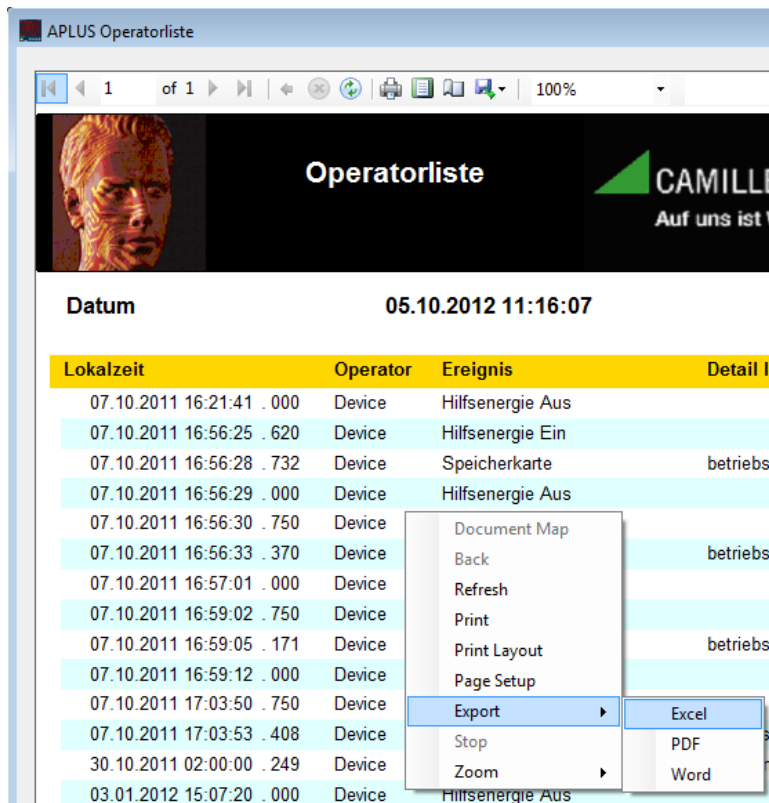 APLUS Operatorliste
1 of 1 100%
Operatorliste
CAMILLE
Auf uns ist
Datum 05.10.2012 11:16:07
Lokalzeit Operator Ereignis Detail
07.10.2011 16:21:41 . 000 Device Hilfsenergie Aus
07.10.2011 16:56:25 . 620 Device Hilfsenergie Ein
07.10.2011 16:56:28 . 732 Device Speicherkarte betriebs
07.10.2011 16:56:29 . 000 Device Hilfsenergie Aus
07.10.2011 16:56:30 . 750 Device
07.10.2011 16:56:33 . 370 Device betriebs
07.10.2011 16:57:01 . 000 Device
07.10.2011 16:59:02 . 750 Device
07.10.2011 16:59:05 . 171 Device betriebs
07.10.2011 16:59:12 . 000 Device
07.10.2011 17:03:50 . 750 Device
07.10.2011 17:03:53 . 408 Device
30.10.2011 02:00:00 . 249 Device
03.01.2012 15:07:20 . 000 Device Hilfsenergie Aus
Document Map
Back
Refresh
Print
Print Layout
Page Setup
Export
Stop
Zoom
Excel
PDF
Word